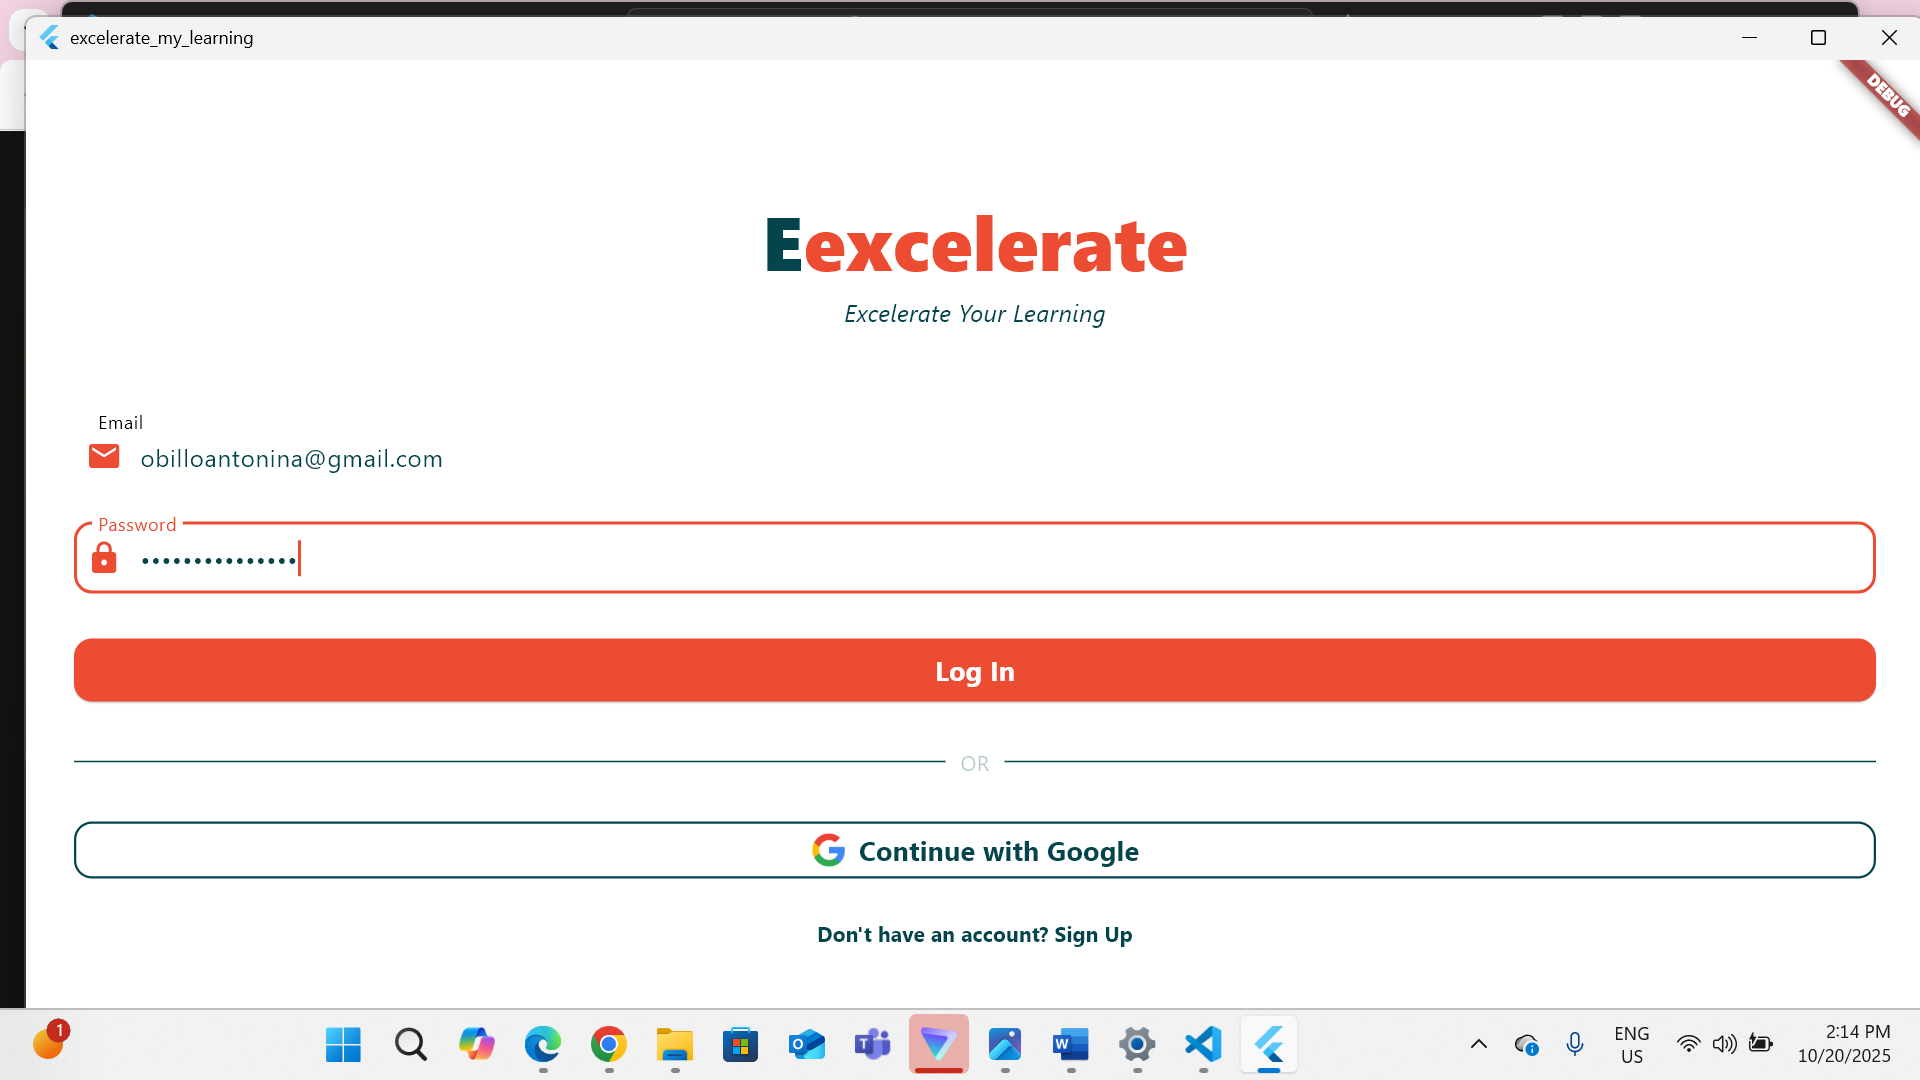 excelerate_my_learning
DEBUG
Eexcelerate
Excelerate Your Learning
Email
obilloantonina@gmail.com
Password
•••••••••••••••
Log In
OR
Continue with Google
Don't have an account? Sign Up
1
ENG
US
2:14 PM
10/20/2025